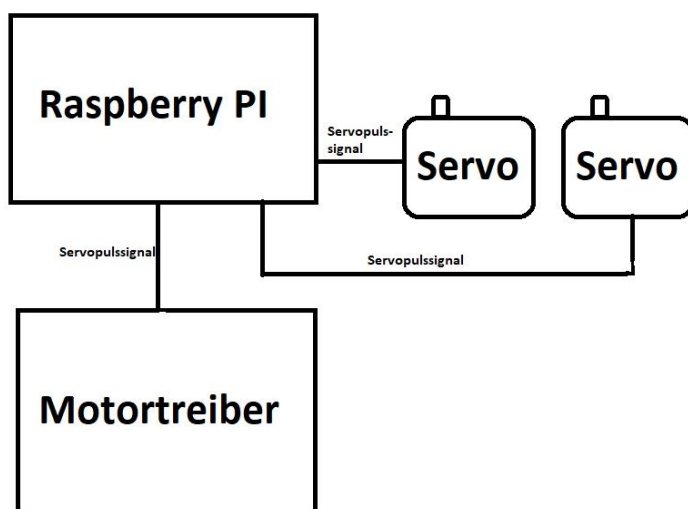 Raspberry PI
Servopuls-
signal
Servo
Servo
Servopulssignal
Servopulssignal
Motortreiber